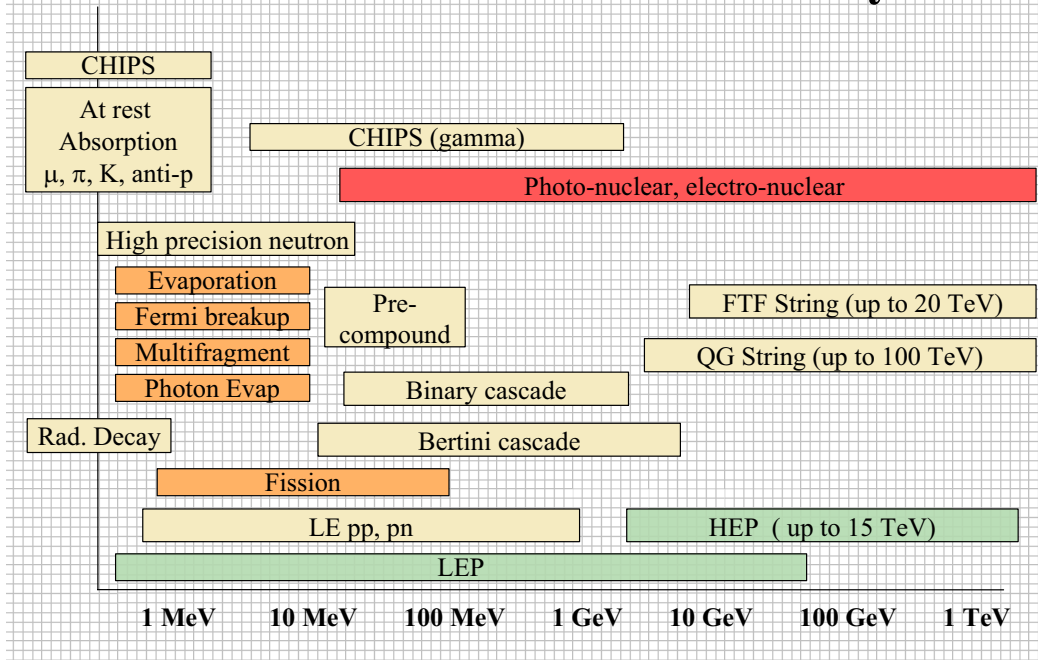 CHIPS
At rest
Absorption
μ, π, K, anti-p
CHIPS (gamma)
Photo-nuclear, electro-nuclear
High precision neutron
Evaporation
Fermi breakup
Multifragment
Photon Evap
Pre-
compound
FTF String (up to 20 TeV)
QG String (up to 100 TeV)
Binary cascade
Rad. Decay
Bertini cascade
Fission
LE pp, pn
HEP ( up to 15 TeV)
LEP
1 MeV 10 MeV 100 MeV 1 GeV 10 GeV 100 GeV 1 TeV